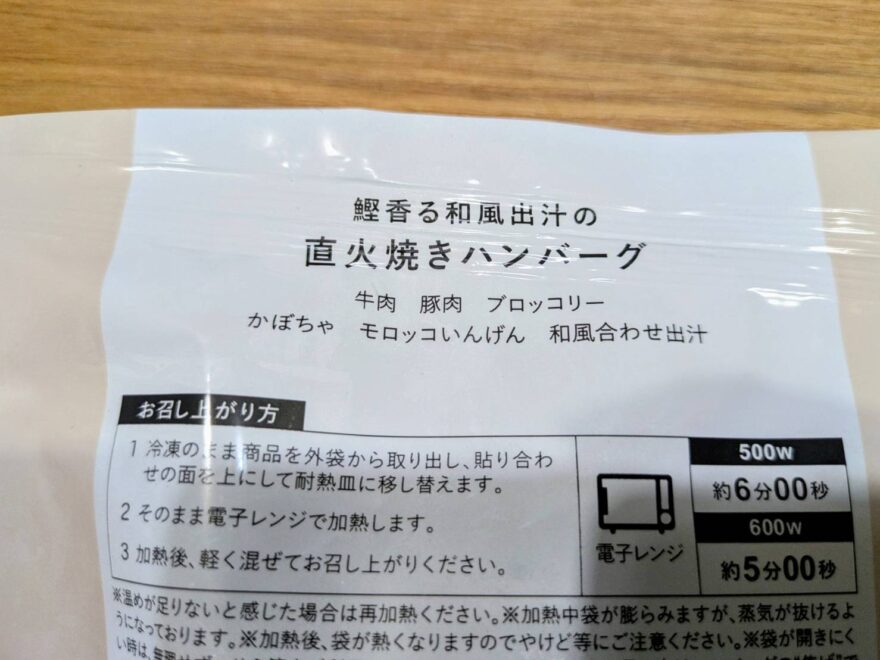 鰹香る和風出汁の
直火焼きハンバーグ
牛肉 豚肉 ブロッコリー
かぼちゃ モロッコいんげん 和風合わせ出汁
お召し上がり方
1 冷凍のまま商品を外袋から取り出し、貼り合わ
せの面を上にして耐熱皿に移し替えます。
2 そのまま電子レンジで加熱します。
3 加熱後、軽く混ぜてお召し上がりください。
電子レンジ
500W
約6分00秒
600W
約5分00秒
※温めが足りないと感じた場合は再加熱ください。※加熱中袋が膨らみますが、蒸気が抜けるよ
うになっております。※加熱後、袋が熱くなりますのでやけど等にご注意ください。※袋が開きにく
い時は、無理せず